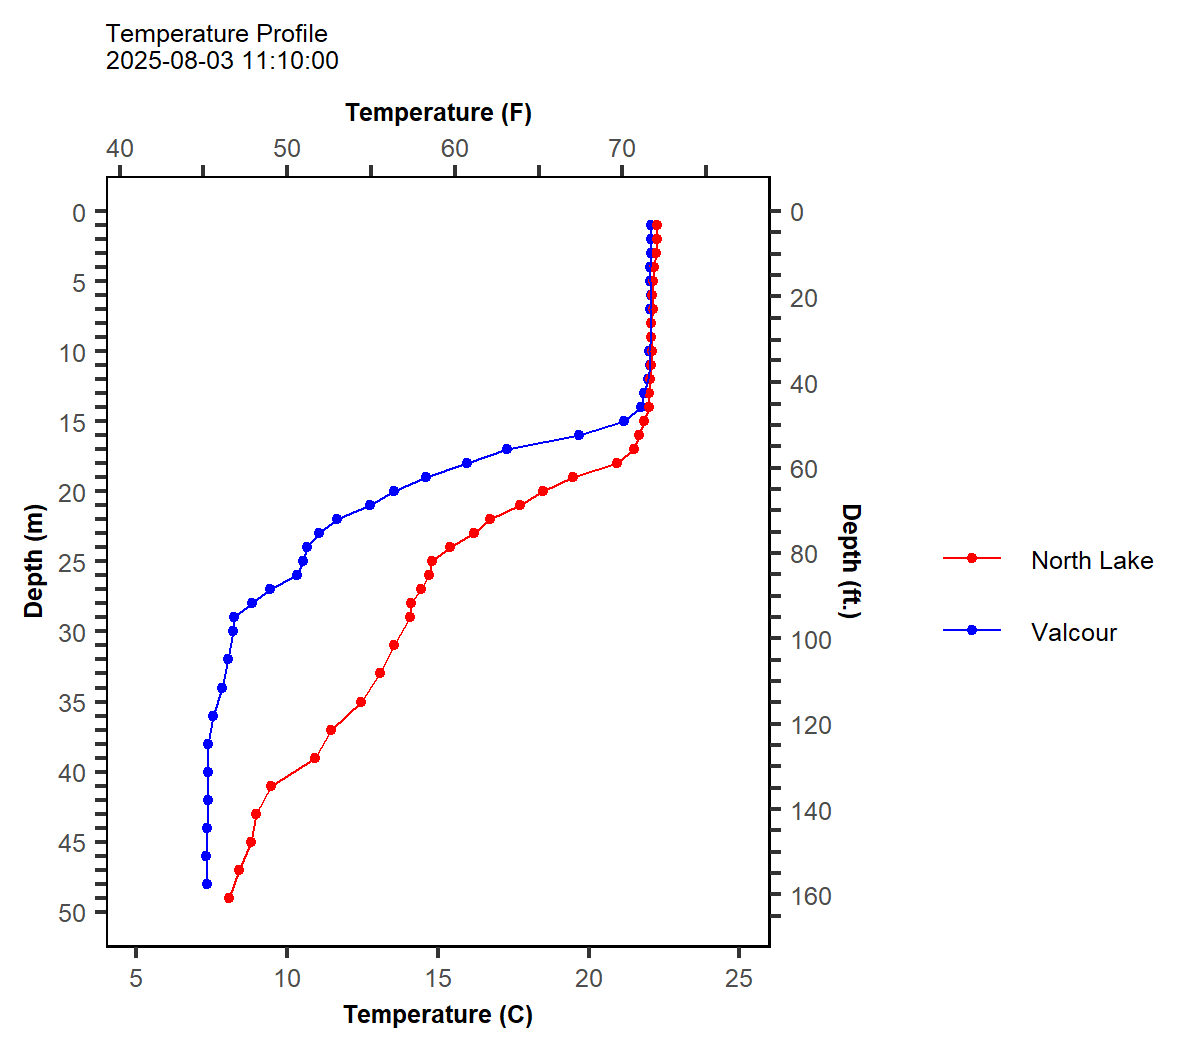 Temperature Profile
2025-08-03 11:10:00
Temperature (F)
40 50 60 70
0
5
10
15
20
25
30
35
40
45
50
Depth (m)
0
20
40
60
80
100
120
140
160
Depth (ft.)
North Lake
Valcour
5 10 15 20 25
Temperature (C)